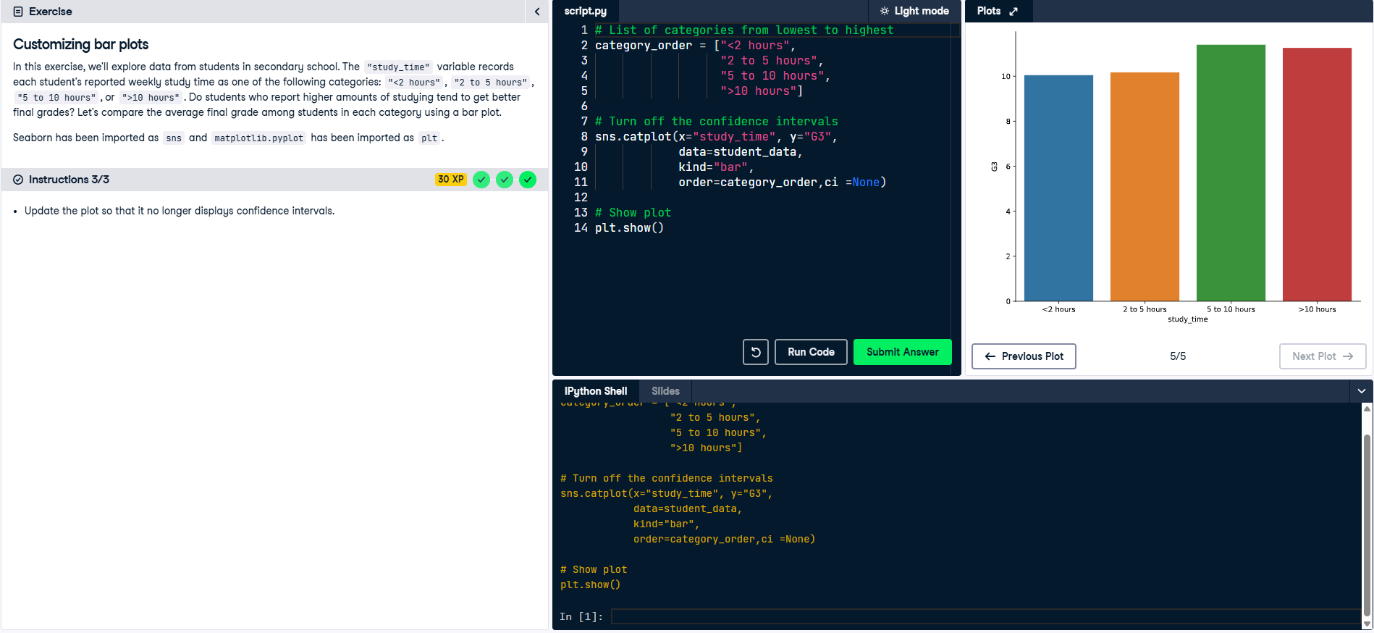 Exercise
Customizing bar plots
In this exercise, we'll explore data from students in secondary school. The "study_time" variable records
each student's reported weekly study time as one of the following categories: "<2 hours" , "2 to 5 hours" ,
"5 to 10 hours" , or ">10 hours" . Do students who report higher amounts of studying tend to get better
final grades? Let's compare the average final grade among students in each category using a bar plot.
Seaborn has been imported as sns and matplotlib.pyplot has been imported as plt .
Instructions 3/3
30 XP
• Update the plot so that it no longer displays confidence intervals.
script.py
Light mode
1 # List of categories from lowest to highest
2 category_order = ["<2 hours",
3 "2 to 5 hours",
4 "5 to 10 hours",
5 ">10 hours"]
6
7 # Turn off the confidence intervals
8 sns.catplot(x="study_time", y="G3",
9 data=student_data,
10 kind="bar",
11 order=category_order,ci =None)
12
13 # Show plot
14 plt.show()
Run Code
Submit Answer
Plots
10
8
6
4
2
0
G3
<2 hours 2 to 5 hours 5 to 10 hours >10 hours
study_time
Previous Plot
5/5
Next Plot
IPython Shell Slides
category_order = ["<2 hours",
"2 to 5 hours",
"5 to 10 hours",
">10 hours"]
# Turn off the confidence intervals
sns.catplot(x="study_time", y="G3",
data=student_data,
kind="bar",
order=category_order,ci =None)
# Show plot
plt.show()
In [1]: